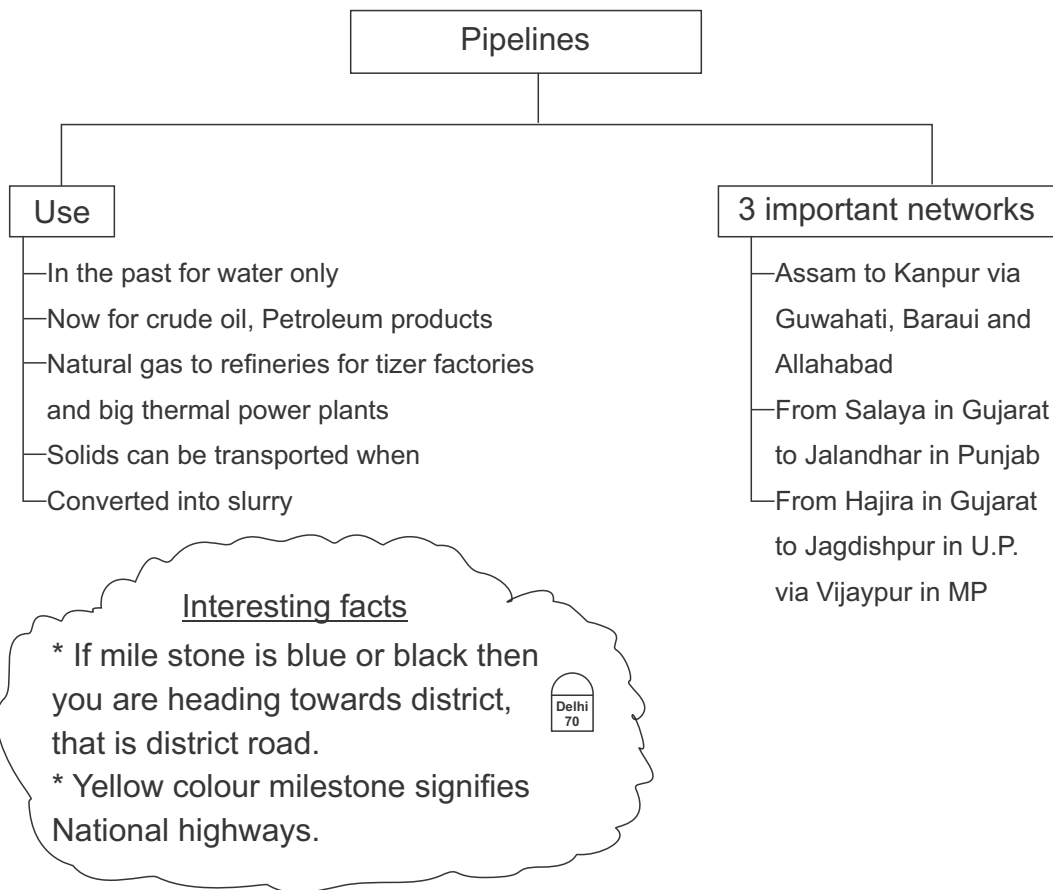 Pipelines
Use
In the past for water only
Now for crude oil, Petroleum products
Natural gas to refineries for tizer factories
and big thermal power plants
Solids can be transported when
Converted into slurry
3 important networks
Assam to Kanpur via
Guwahati, Baraui and
Allahabad
From Salaya in Gujarat
to Jalandhar in Punjab
From Hajira in Gujarat
to Jagdishpur in U.P.
via Vijaypur in MP
Interesting facts
* If mile stone is blue or black then
you are heading towards district,
that is district road.
* Yellow colour milestone signifies
National highways.
Delhi
70